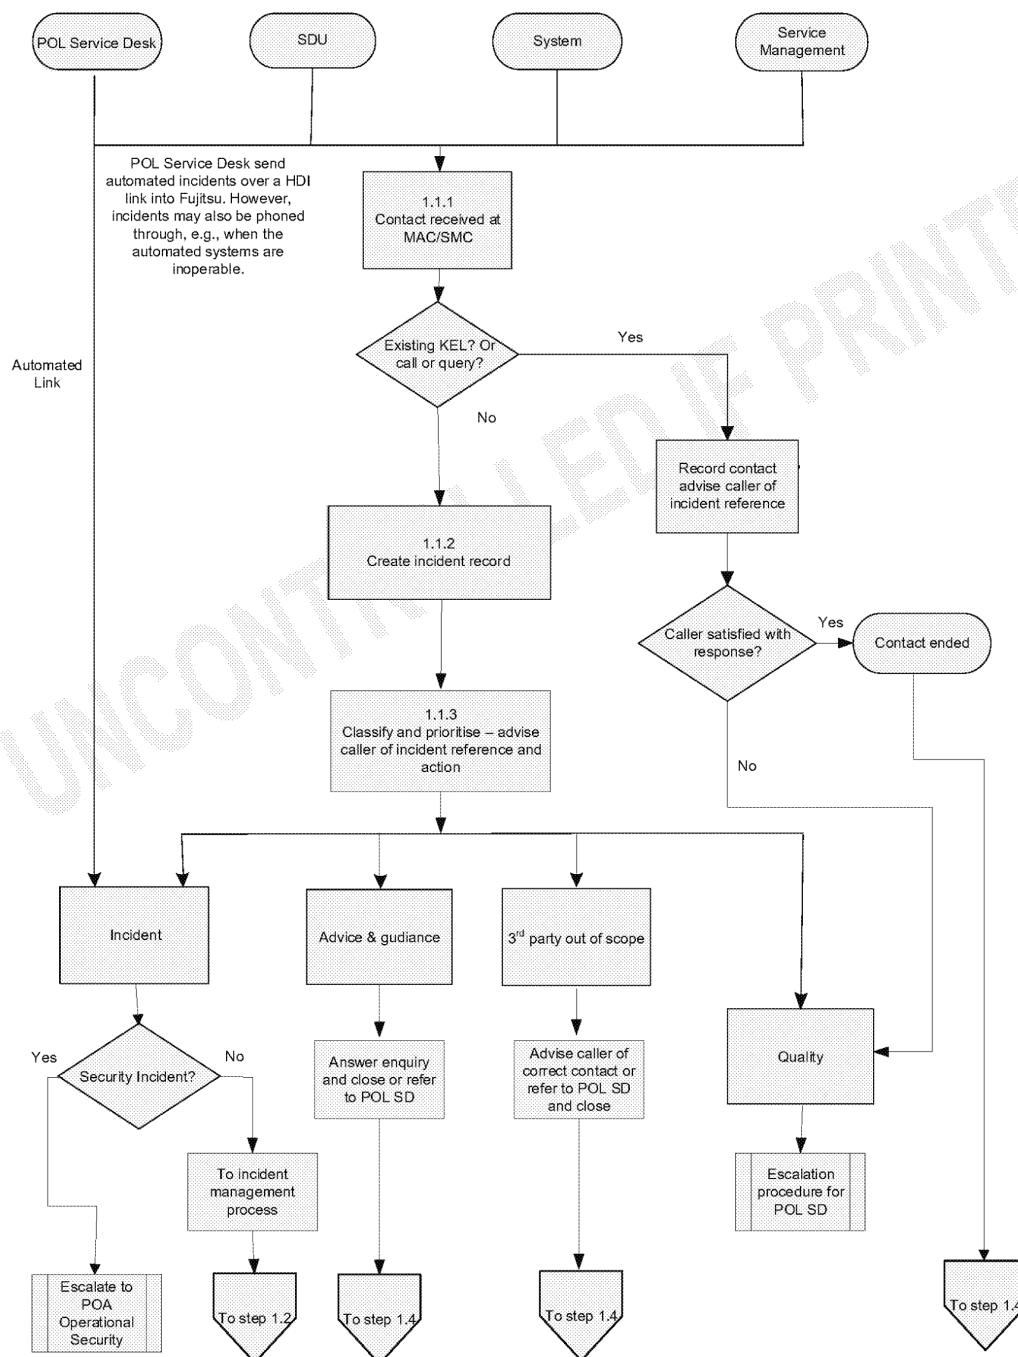 POL Service Desk
SDU
System
Service
Management
POL Service Desk send
automated incidents over a HDI
link into Fujitsu. However,
incidents may also be phoned
through, e.g., when the
automated systems are
inoperable.
1.1.1
Contact received at
MAC/SMC
Automated
Link
Existing KEL? Or
call or query?
Yes
No
Record contact
advise caller of
incident reference
1.1.2
Create incident record
Caller satisfied with
response?
Yes
Contact ended
No
1.1.3
Classify and prioritise – advise
caller of incident reference and
action
Incident
Advice & gudiance
3rd party out of scope
Quality
Yes
Security Incident?
No
Answer enquiry
and close or refer
to POL SD
Advise caller of
correct contact or
refer to POL SD
and close
To incident
management
process
Escalation
procedure for
POL SD
Escalate to
POA
Operational
Security
To step 1.2
To step 1.4
To step 1.4
To step 1.4
UNCONTROLLED IF PRINTE